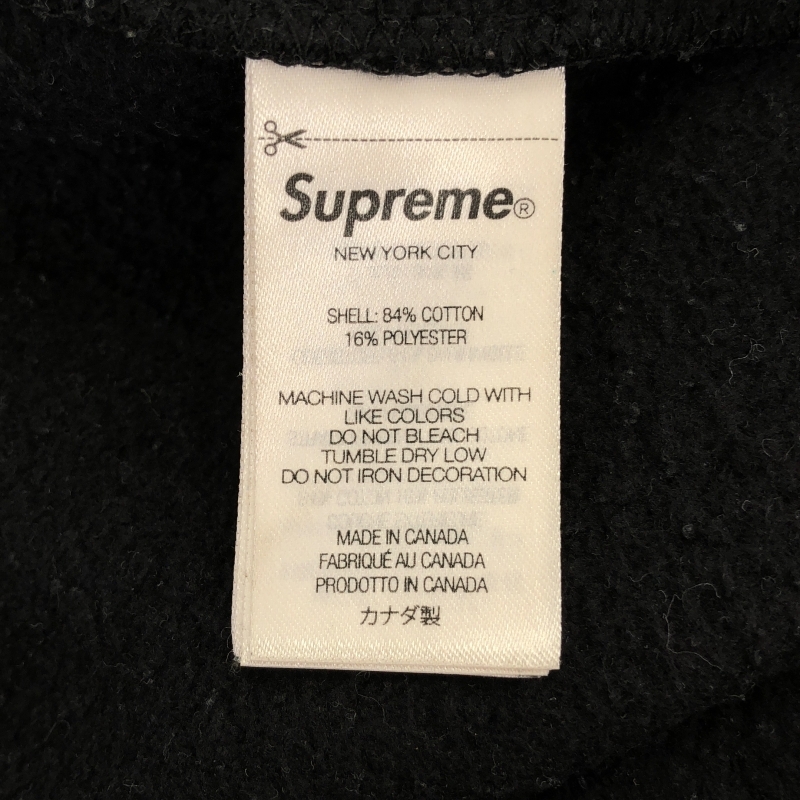 Supreme®
NEW YORK CITY
SHELL: 84% COTTON
16% POLYESTER
MACHINE WASH COLD WITH
LIKE COLORS
DO NOT BLEACH
TUMBLE DRY LOW
DO NOT IRON DECORATION
MADE IN CANADA
FABRIQUÉ AU CANADA
PRODOTTO IN CANADA
カナダ製